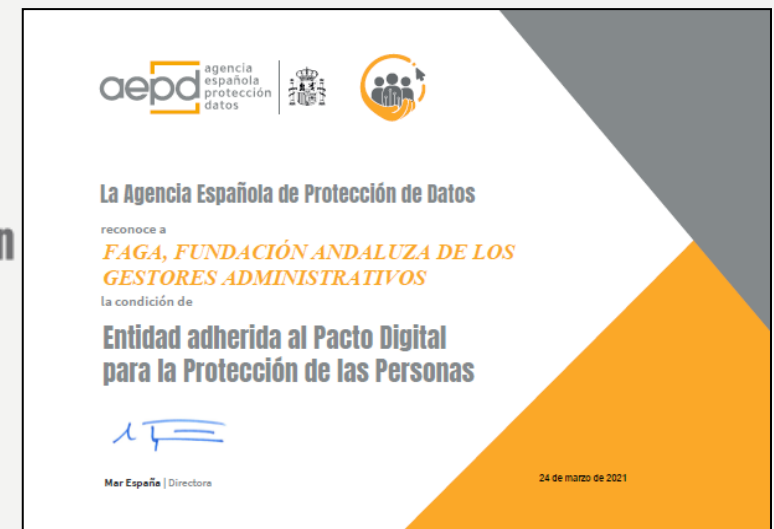 aepd
agencia
española
protección
datos
La Agencia Española de Protección de Datos
reconoce a
FAGA, FUNDACIÓN ANDALUZA DE LOS
GESTORES ADMINISTRATIVOS
la condición de
Entidad adherida al Pacto Digital
para la Protección de las Personas
Mar España | Directora
24 de marzo de 2021
n